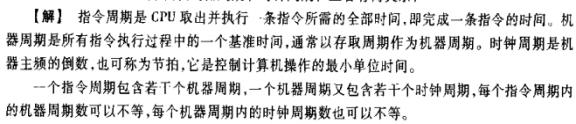 【解】 指令周期是 CPU 取出并执行一条指令所需的全部时间,即完成一条指令的时间。机
器周期是所有指令执行过程中的一个基准时间,通常以存取周期作为机器周期。时钟周期是机
器主频的倒数,也可称为节拍,它是控制计算机操作的最小单位时间。
一个指令周期包含若干个机器周期,一个机器周期又包含若干个时钟周期,每个指令周期内
的机器周期数可以不等,每个机器周期内的时钟周期数也可以不等。